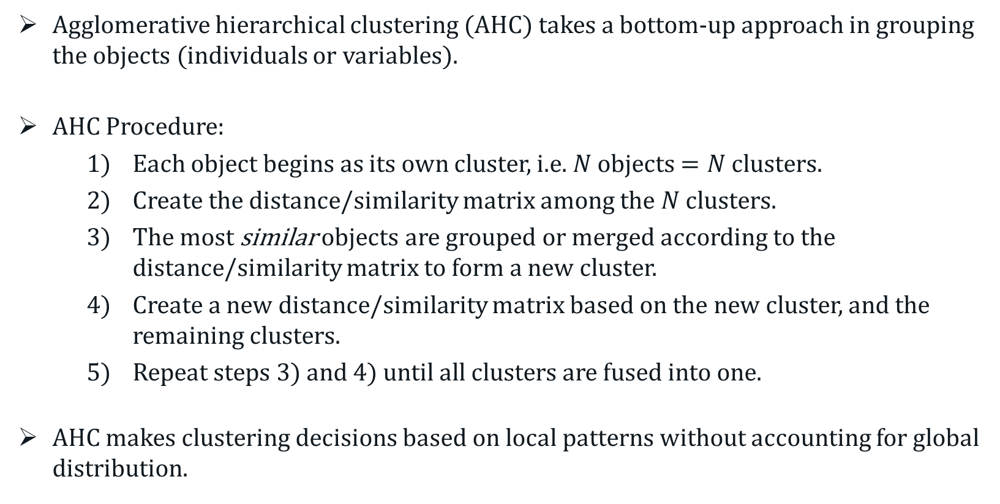 ➢ Agglomerative hierarchical clustering (AHC) takes a bottom-up approach in grouping
the objects (individuals or variables).
➢ AHC Procedure:
1) Each object begins as its own cluster, i.e. N objects = N clusters.
2) Create the distance/similarity matrix among the N clusters.
3) The most similar objects are grouped or merged according to the
distance/similarity matrix to form a new cluster.
4) Create a new distance/similarity matrix based on the new cluster, and the
remaining clusters.
5) Repeat steps 3) and 4) until all clusters are fused into one.
➢ AHC makes clustering decisions based on local patterns without accounting for global
distribution.